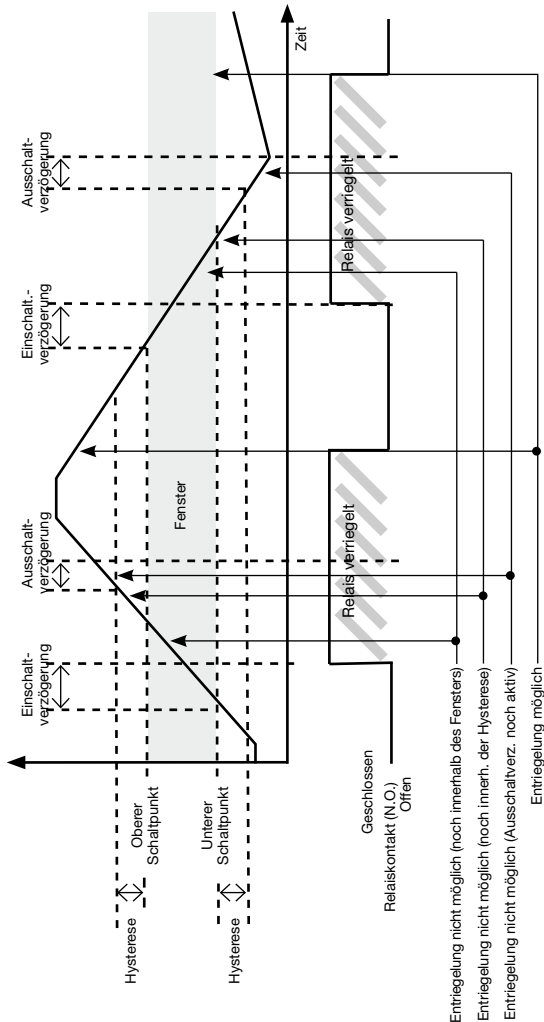 Einschalt-
verzögerung
Ausschalt-
verzögerung
Einschalt.-
verzögerung
Ausschalt-
verzögerung
Hysterese
Oberer
Schaltpunkt
Fenster
Unterer
Schaltpunkt
Hysterese
Zeit
Geschlossen
Relaiskontakt (N.O.)
Offen
Relais verriegelt
Relais verriegelt
Entriegelung nicht möglich (noch innerhalb des Fensters)
Entriegelung nicht möglich (noch innerh. der Hysterese)
Entriegelung nicht möglich (Ausschaltverz. noch aktiv)
Entriegelung möglich